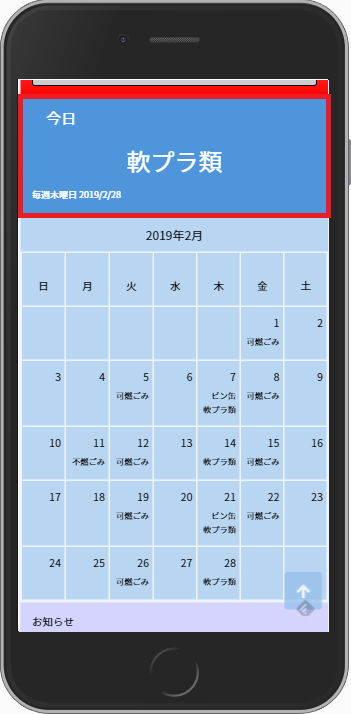 今日
軟プラ類
毎週木曜日 2019/2/28
2019年2月
日 月 火 水 木 金 土
1 2
可燃ごみ
3 4 5 6 7 8 9
可燃ごみ ビン缶 可燃ごみ
軟プラ類
10 11 12 13 14 15 16
不燃ごみ 可燃ごみ 軟プラ類 可燃ごみ
17 18 19 20 21 22 23
可燃ごみ ビン缶 可燃ごみ
軟プラ類
24 25 26 27 28
可燃ごみ 軟プラ類
お知らせ